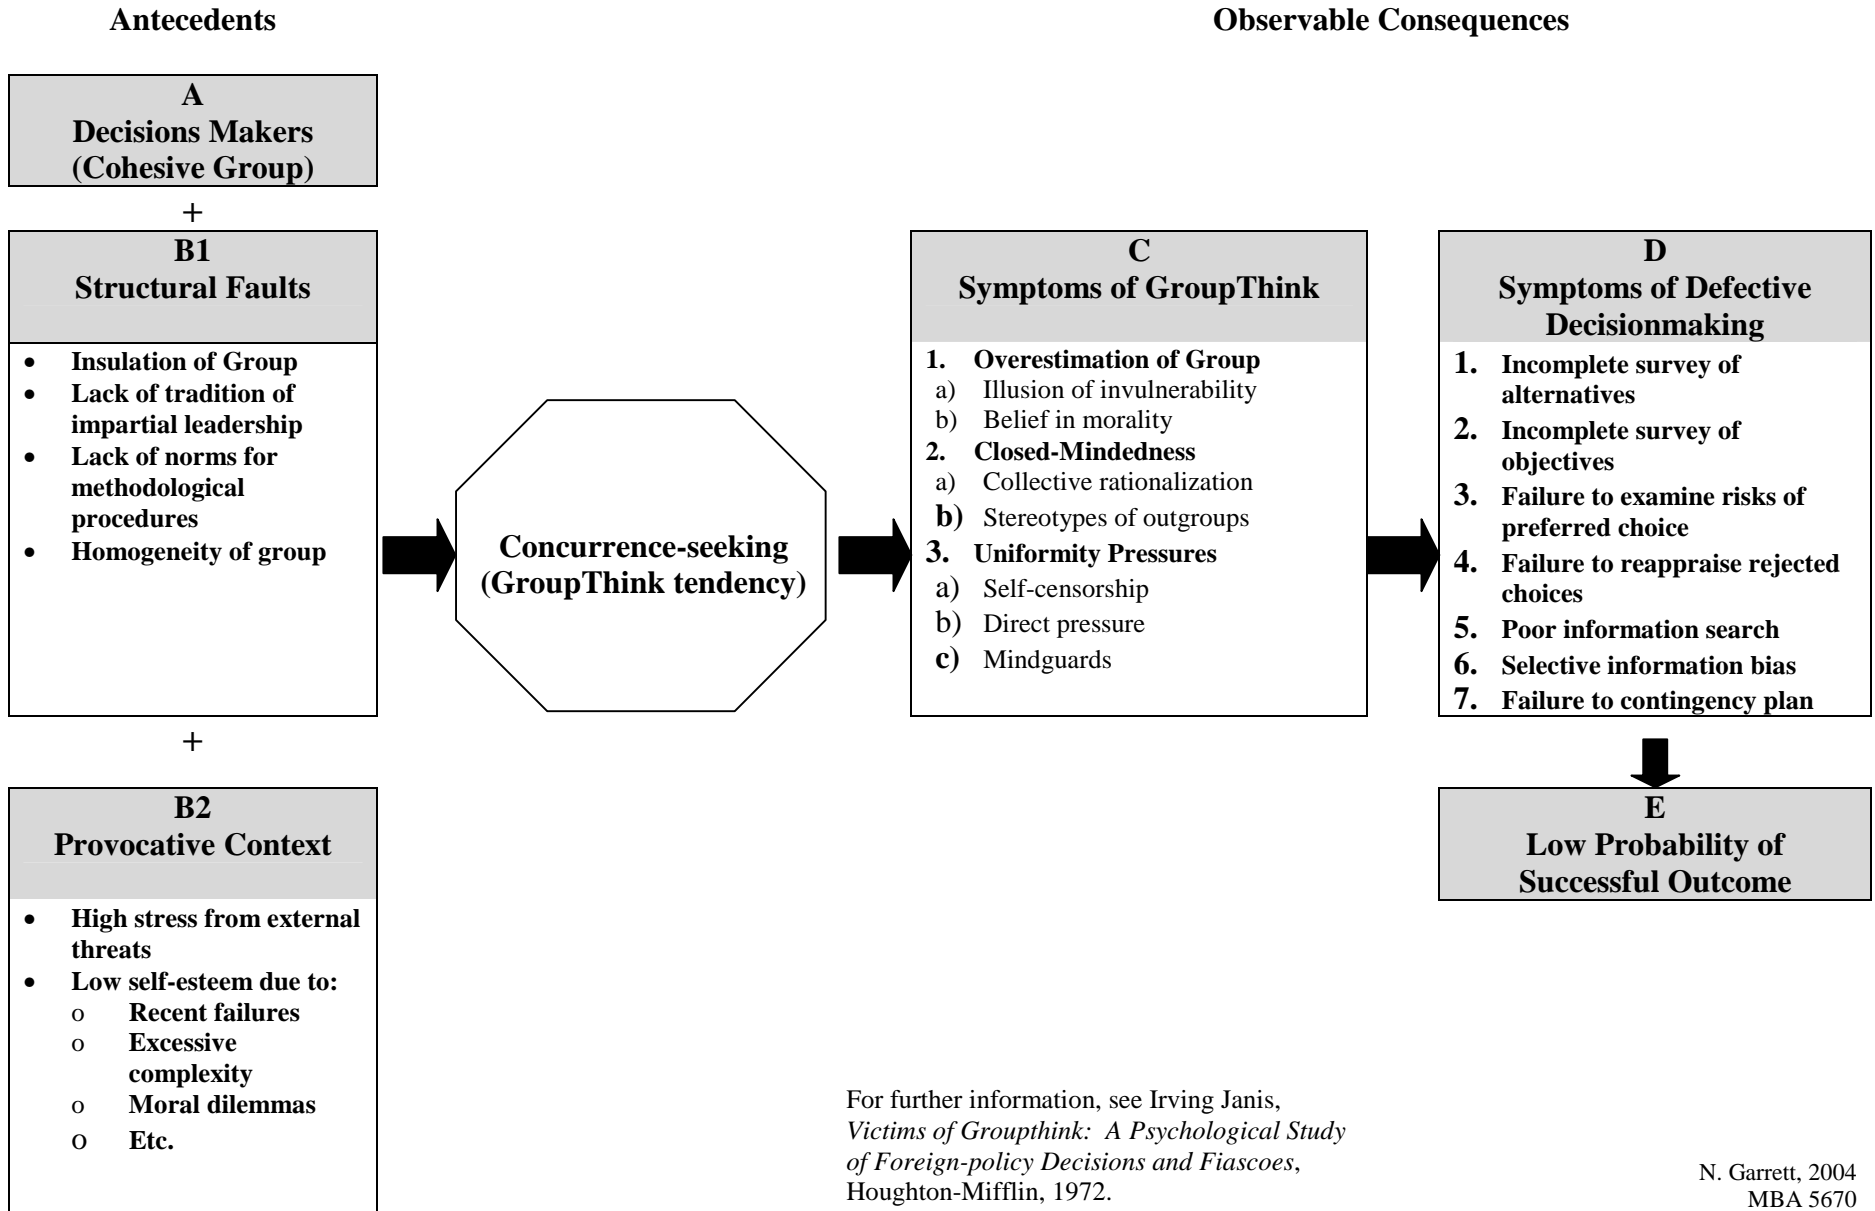 Antecedents
Observable Consequences
A
Decisions Makers
(Cohesive Group)
+
B1
Structural Faults
• Insulation of Group
• Lack of tradition of
impartial leadership
• Lack of norms for
methodological
procedures
• Homogeneity of group
+
B2
Provocative Context
• High stress from external
threats
• Low self-esteem due to:
o Recent failures
o Excessive
complexity
o Moral dilemmas
o Etc.
Concurrence-seeking
(GroupThink tendency)
C
Symptoms of GroupThink
1. Overestimation of Group
a) Illusion of invulnerability
b) Belief in morality
2. Closed-Mindedness
a) Collective rationalization
b) Stereotypes of outgroups
3. Uniformity Pressures
a) Self-censorship
b) Direct pressure
c) Mindguards
D
Symptoms of Defective
Decisionmaking
1. Incomplete survey of
alternatives
2. Incomplete survey of
objectives
3. Failure to examine risks of
preferred choice
4. Failure to reappraise rejected
choices
5. Poor information search
6. Selective information bias
7. Failure to contingency plan
E
Low Probability of
Successful Outcome
For further information, see Irving Janis,
Victims of Groupthink: A Psychological Study
of Foreign-policy Decisions and Fiascoes,
Houghton-Mifflin, 1972.
N. Garrett, 2004
MBA 5670